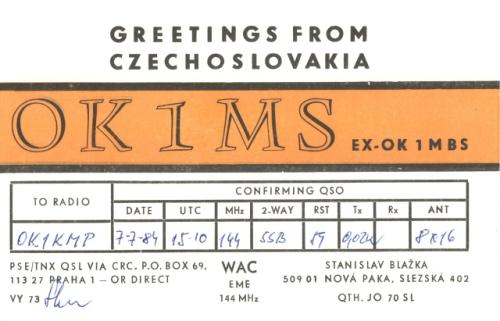 GREETINGS FROM
CZECHOSLOVAKIA
OK1MS EX-OK1MBS
TO RADIO CONFIRMING QSO
DATE UTC MHz 2-WAY RST Tx Rx ANT
OK1KMP 7-7-84 15-10 144 SSB 59 8x16
PSE/TNX QSL VIA CRC. P.O. BOX 69, WAC STANISLAV BLAŽKA
113 27 PRAHA 1 – OR DIRECT EME 509 01 NOVÁ PAKA, SLEZSKÁ 402
VY 73 144 MHz QTH. JO 70 SL